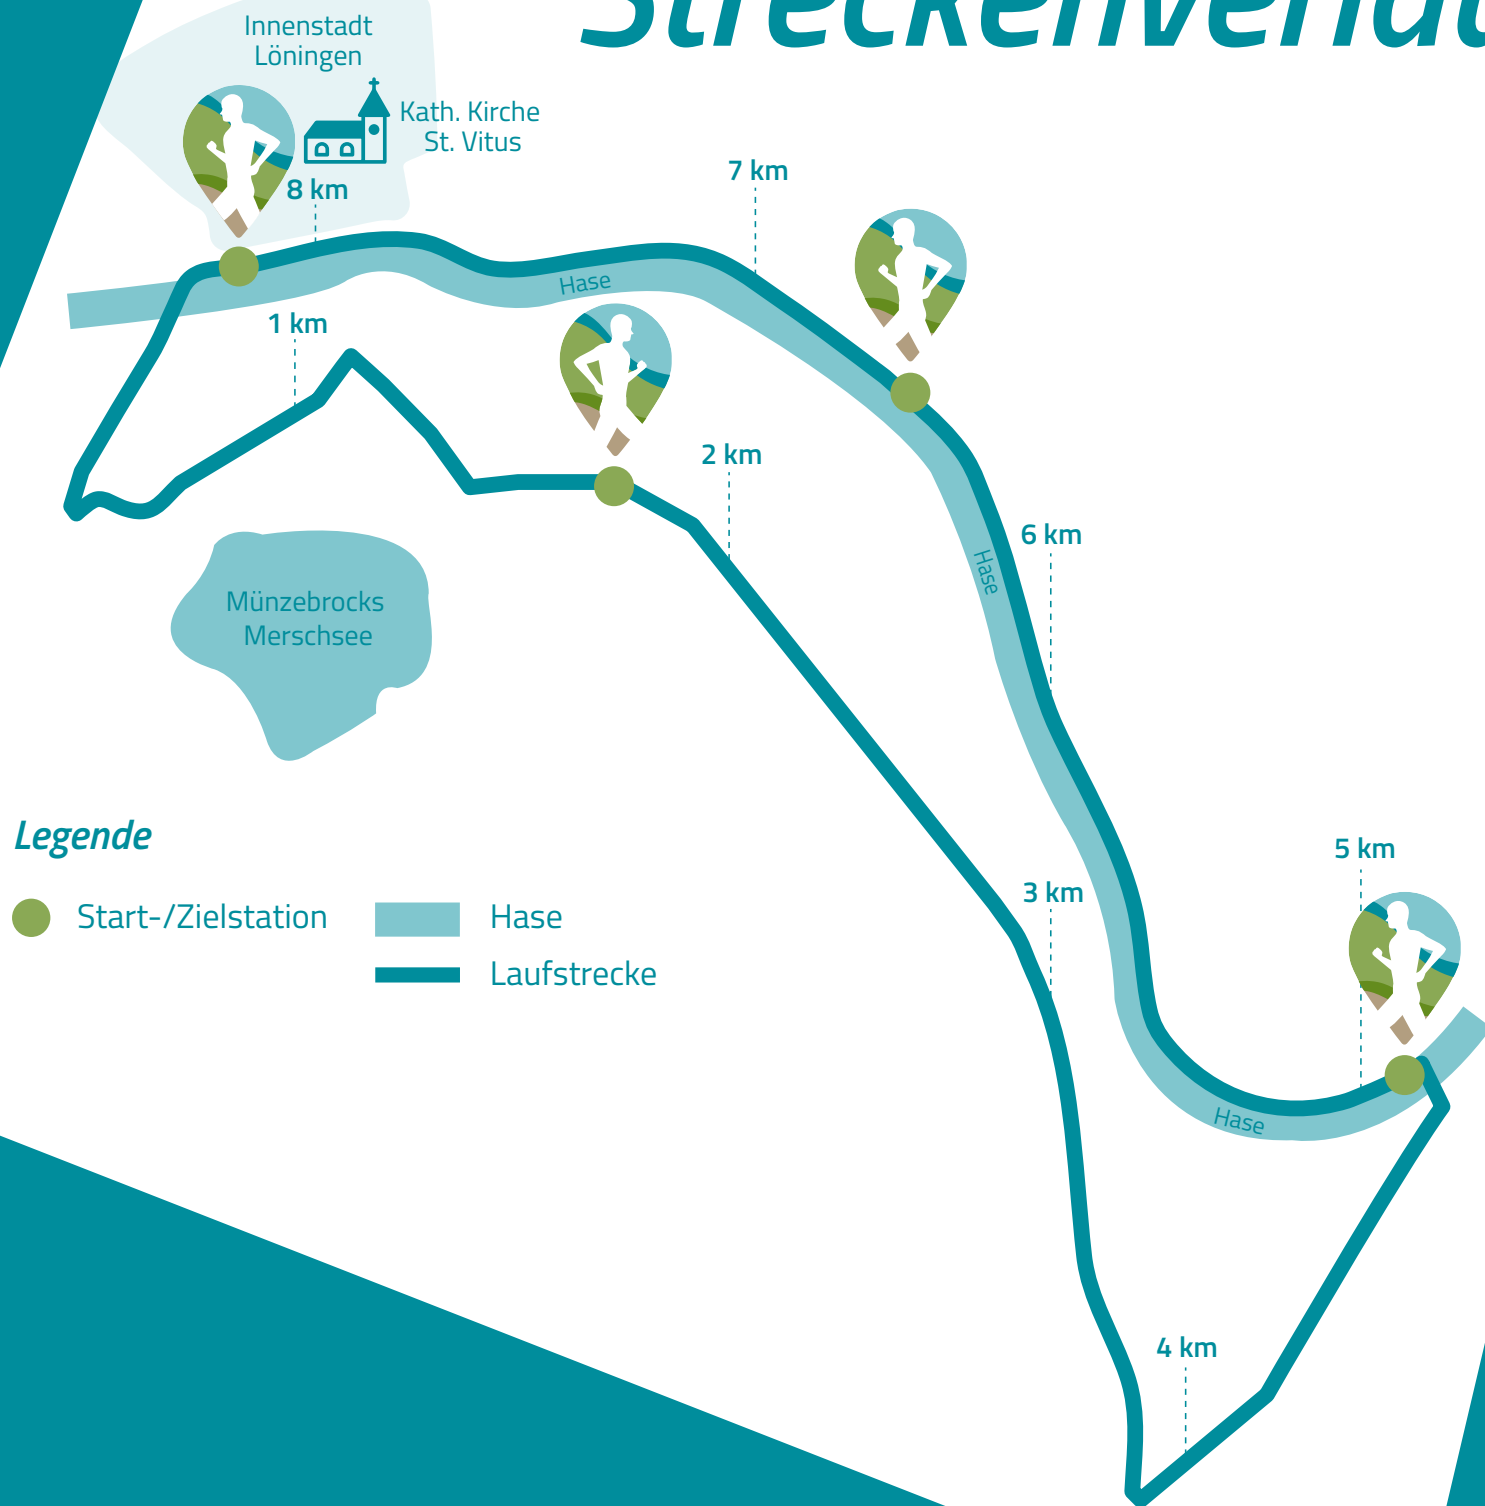 Innenstadt
Löningen
Kath. Kirche
St. Vitus
8 km
7 km
Hase
1 km
2 km
6 km
Hase
Münzebrocks
Merschsee
Legende
Start-/Zielstation
Hase
Laufstrecke
3 km
5 km
Hase
4 km